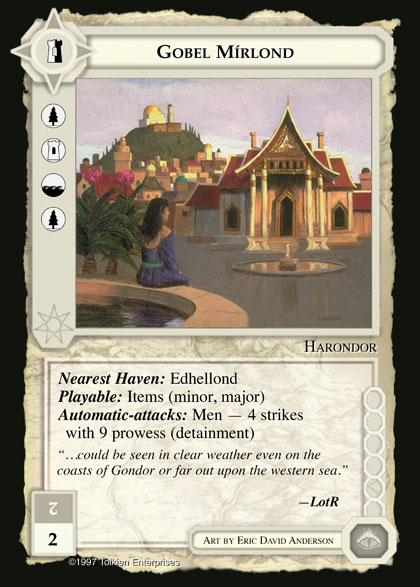 GOBEL MÍRLOND
HARONDOR
Nearest Haven: Edhellond
Playable: Items (minor, major)
Automatic-attacks: Men — 4 strikes
with 9 prowess (detainment)
“...could be seen in clear weather even on the
coasts of Gondor or far out upon the western sea.”
–LotR
2
2
ART BY ERIC DAVID ANDERSON
©1997 Tolkien Enterprises